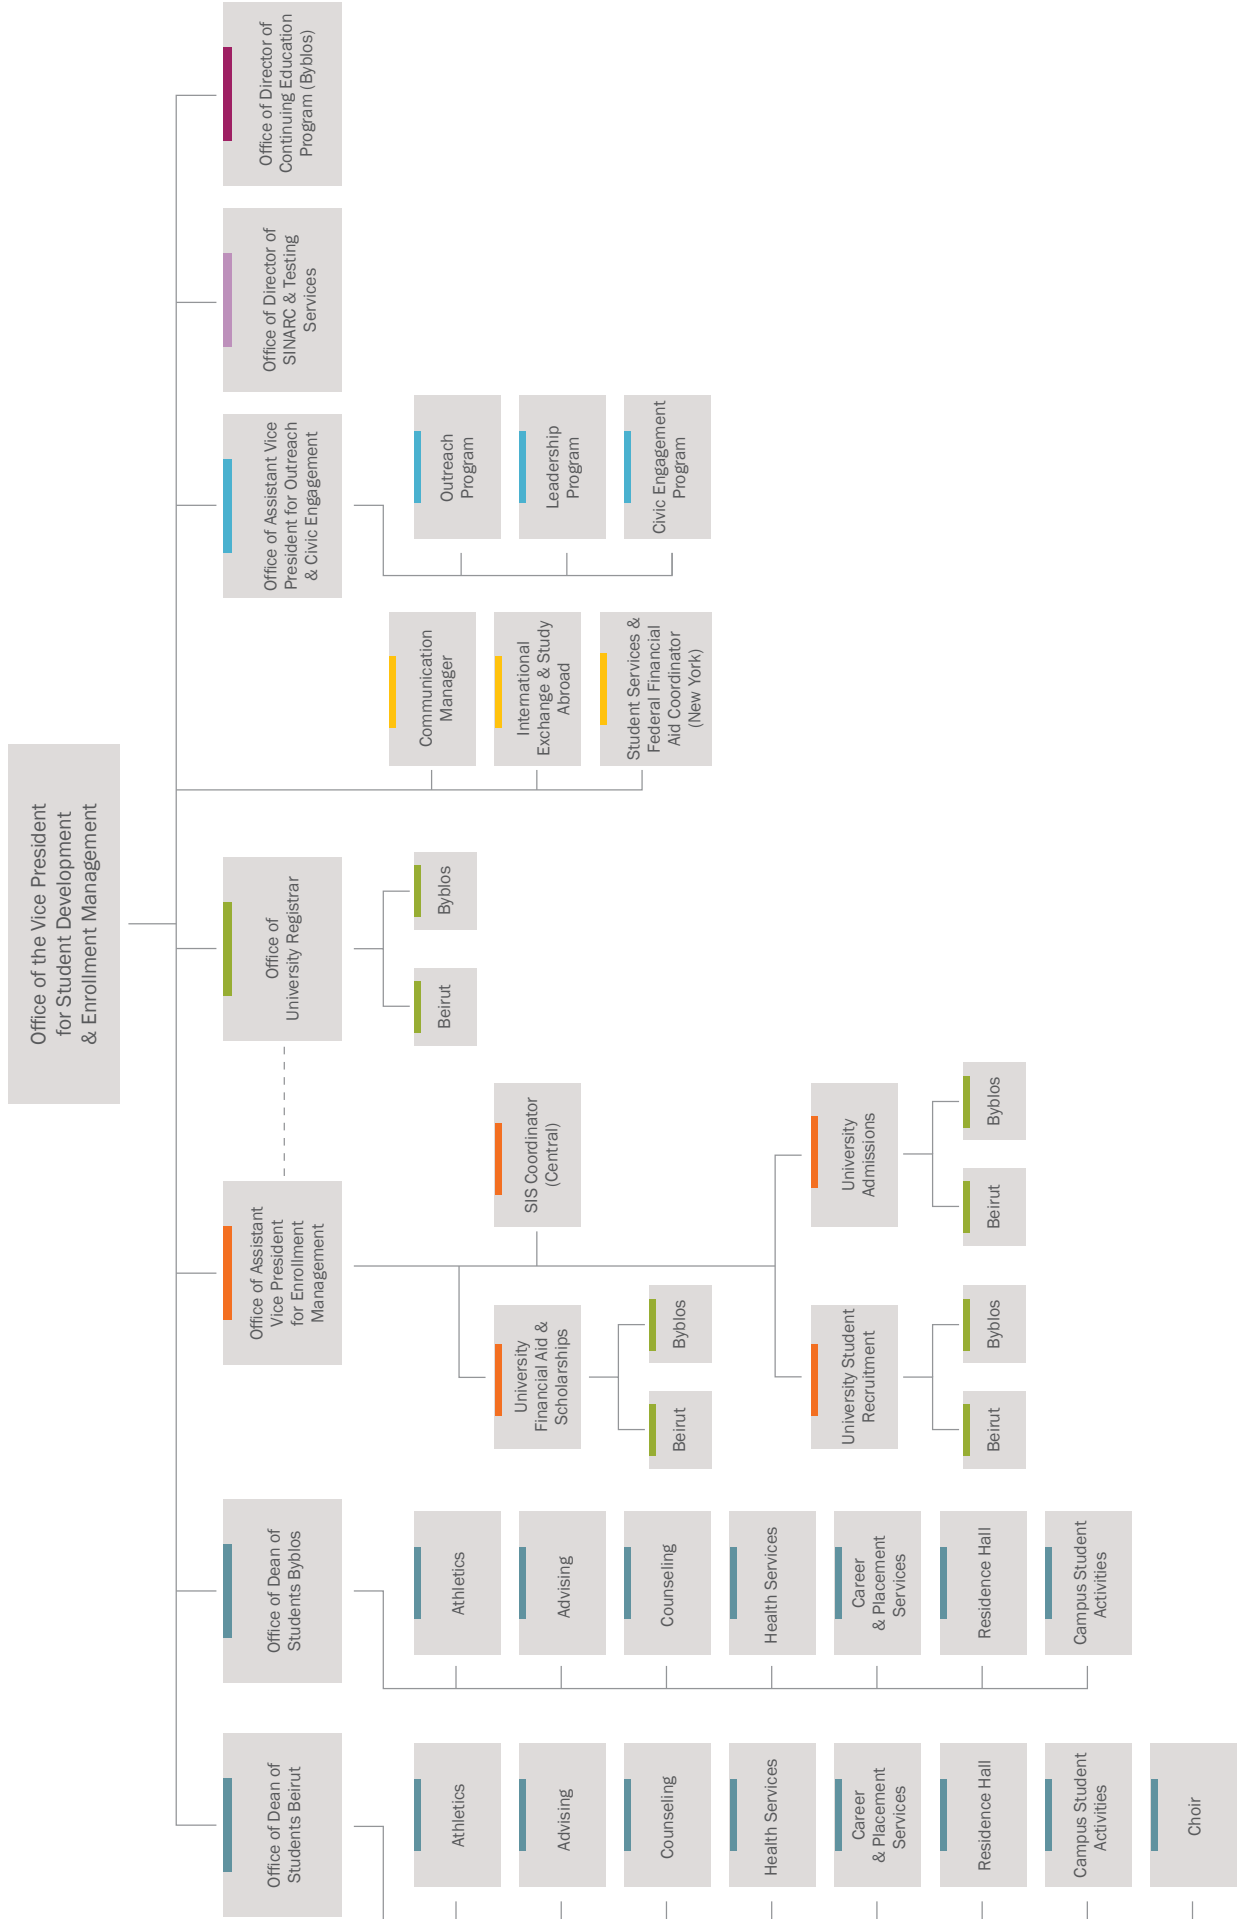 Office of the Vice President
for Student Development
& Enrollment Management
Office of Dean of
Students Beirut
Athletics
Advising
Counseling
Health Services
Career
& Placement
Services
Residence Hall
Campus Student
Activities
Choir
Office of Dean of
Students Byblos
Athletics
Advising
Counseling
Health Services
Career
& Placement
Services
Residence Hall
Campus Student
Activities
Office of Assistant
Vice President
for Enrollment
Management
University
Financial Aid &
Scholarships
Beirut
Byblos
SIS Coordinator
(Central)
University Student
Recruitment
Beirut
Byblos
University
Admissions
Beirut
Byblos
Office of
University Registrar
Beirut
Byblos
Communication
Manager
International
Exchange & Study
Abroad
Student Services &
Federal Financial
Aid Coordinator
(New York)
Office of Assistant Vice
President for Outreach
& Civic Engagement
Outreach
Program
Leadership
Program
Civic Engagement
Program
Office of Director of
SINARC & Testing
Services
Office of Director of
Continuing Education
Program (Byblos)